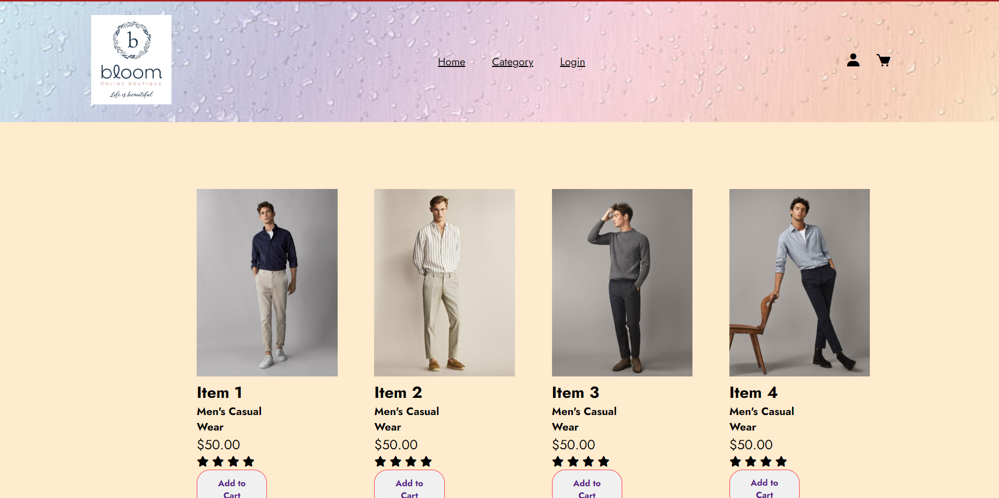 b
bloom
ONLINE BOUTIQUE
Life is beautiful
Home Category Login
Item 1 Item 2 Item 3 Item 4
Men's Casual Men's Casual Men's Casual Men's Casual
Wear Wear Wear Wear
$50.00 $50.00 $50.00 $50.00
Add to Add to Add to Add to
Cart Cart Cart Cart